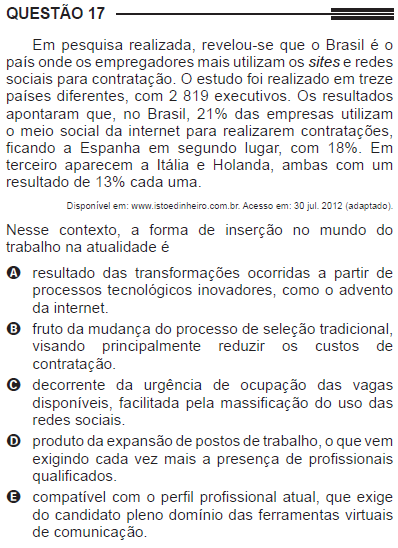 QUESTÃO 17
Em pesquisa realizada, revelou-se que o Brasil é o
país onde os empregadores mais utilizam os sites e redes
sociais para contratação. O estudo foi realizado em treze
países diferentes, com 2 819 executivos. Os resultados
apontaram que, no Brasil, 21% das empresas utilizam
o meio social da internet para realizarem contratações,
ficando a Espanha em segundo lugar, com 18%. Em
terceiro aparecem a Itália e Holanda, ambas com um
resultado de 13% cada uma.
Disponível em: www.istoedinheiro.com.br. Acesso em: 30 jul. 2012 (adaptado).
Nesse contexto, a forma de inserção no mundo do
trabalho na atualidade é
A resultado das transformações ocorridas a partir de
processos tecnológicos inovadores, como o advento
da internet.
B fruto da mudança do processo de seleção tradicional,
visando principalmente reduzir os custos de
contratação.
C decorrente da urgência de ocupação das vagas
disponíveis, facilitada pela massificação do uso das
redes sociais.
D produto da expansão de postos de trabalho, o que vem
exigindo cada vez mais a presença de profissionais
qualificados.
E compatível com o perfil profissional atual, que exige
do candidato pleno domínio das ferramentas virtuais
de comunicação.